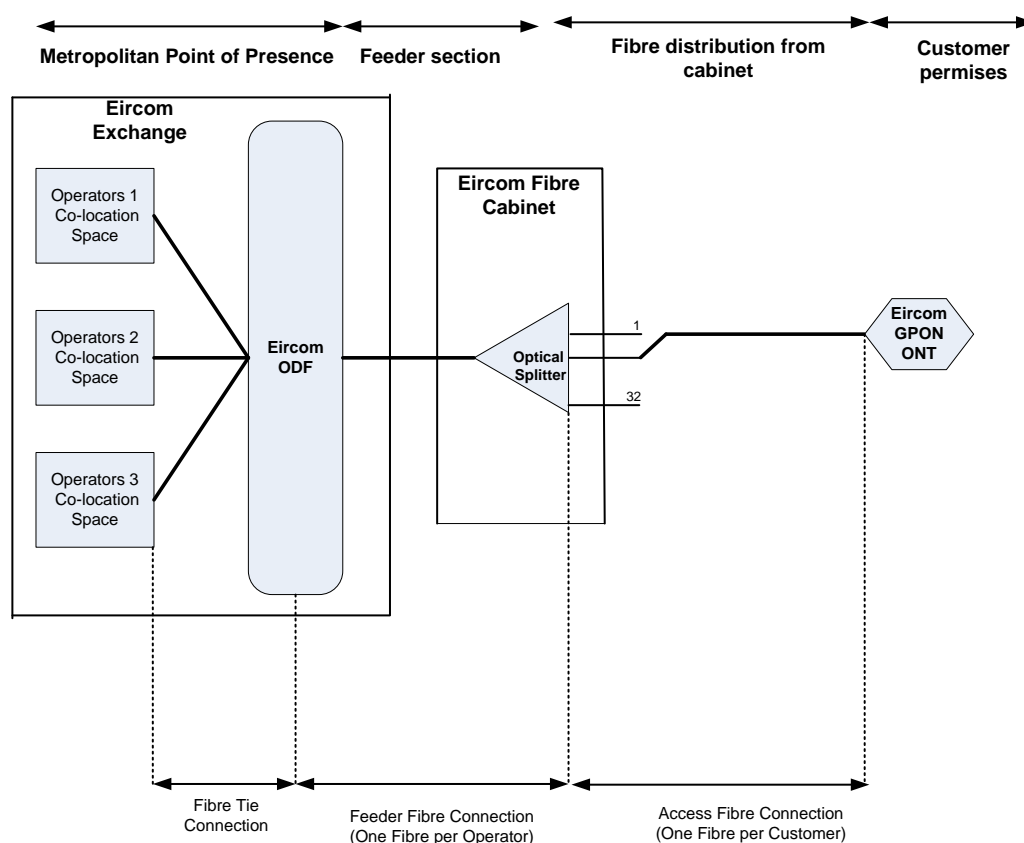 Metropolitan Point of Presence
Feeder section
Fibre distribution from
cabinet
Customer
permises
Eircom
Exchange
Operators 1
Co-location
Space
Operators 2
Co-location
Space
Operators 3
Co-location
Space
Eircom
ODF
Eircom Fibre
Cabinet
Optical
Splitter
1
32
Eircom
GPON
ONT
Fibre Tie
Connection
Feeder Fibre Connection
(One Fibre per Operator)
Access Fibre Connection
(One Fibre per Customer)